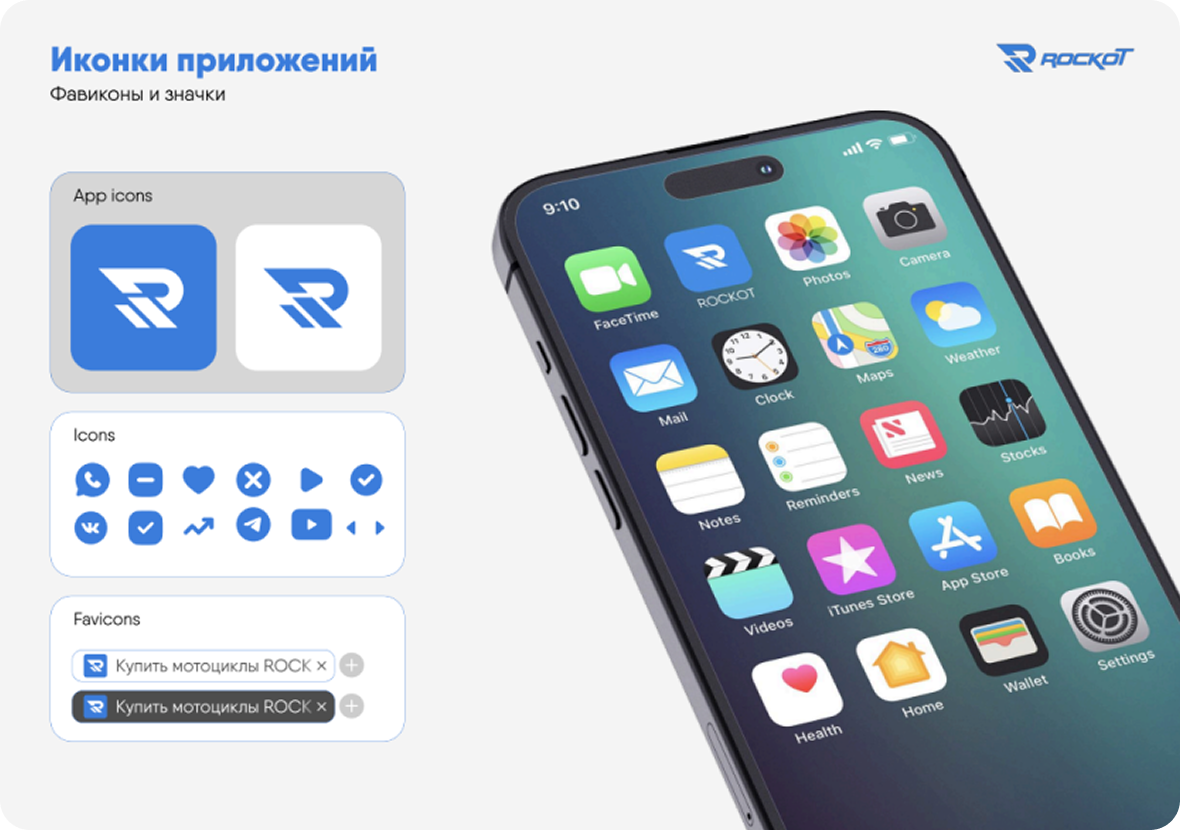 Иконки приложений
Фавиконы и значки
ROCKOT
App icons
Icons
Favicons
Купить мотоциклы ROCK
Купить мотоциклы ROCK
9:10
FaceTime
ROCKOT
Photos
Camera
Mail
Clock
Maps
280
Weather
Notes
Reminders
News
Stocks
Videos
iTunes Store
App Store
Books
Health
Home
Wallet
Settings